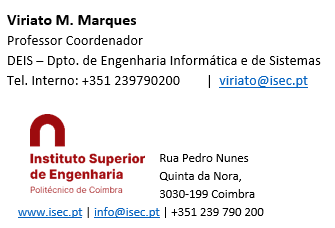 Viriato M. Marques
Professor Coordenador
DEIS – Dpto. de Engenharia Informática e de Sistemas
Tel. Interno: +351 239790200 | viriato@isec.pt
Instituto Superior
de Engenharia
Politécnico de Coimbra
Rua Pedro Nunes
Quinta da Nora,
3030-199 Coimbra
www.isec.pt | info@isec.pt | +351 239 790 200